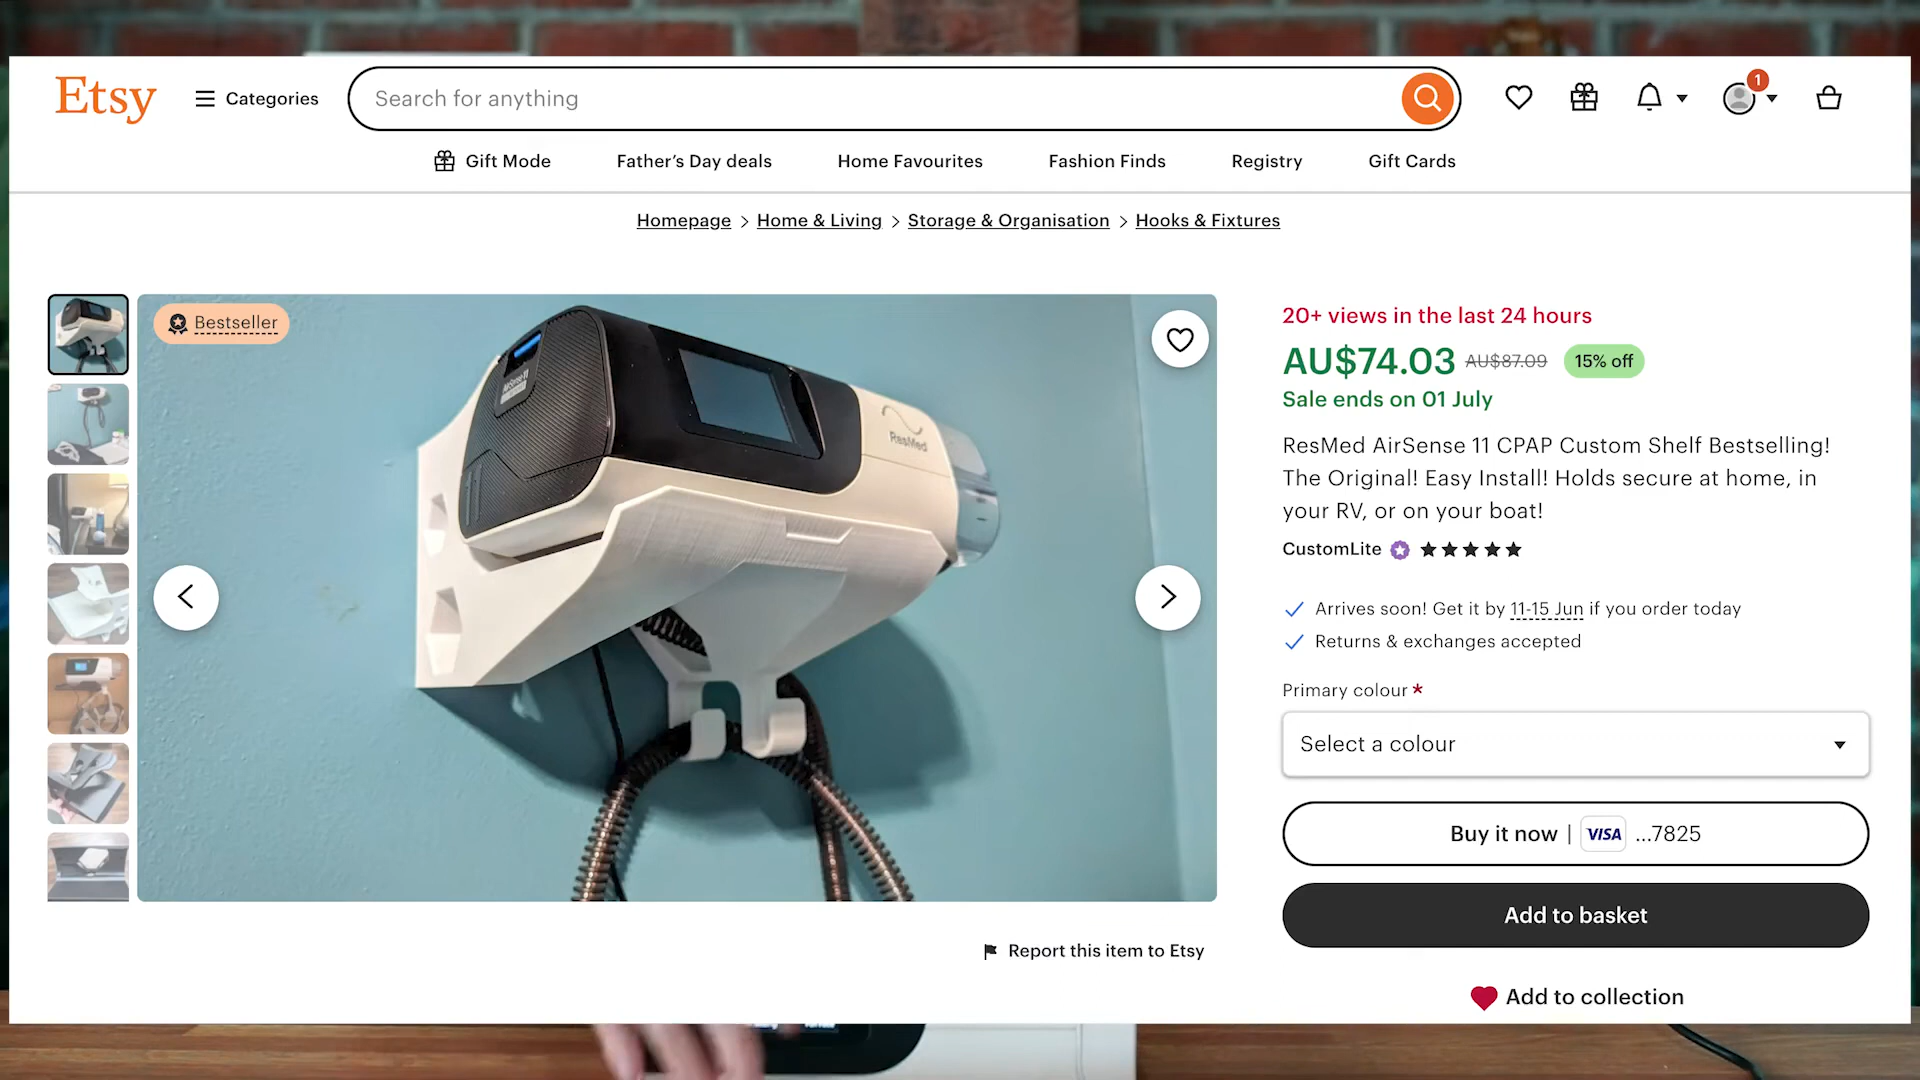 Etsy
Categories
Search for anything
1
Gift Mode
Father's Day deals
Home Favourites
Fashion Finds
Registry
Gift Cards
Homepage > Home & Living > Storage & Organisation > Hooks & Fixtures
Bestseller
AirSense 11
ResMed
20+ views in the last 24 hours
AU$74.03 AU$87.09 15% off
Sale ends on 01 July
ResMed AirSense 11 CPAP Custom Shelf Bestselling!
The Original! Easy Install! Holds secure at home, in
your RV, or on your boat!
CustomLite
Arrives soon! Get it by 11-15 Jun if you order today
Returns & exchanges accepted
Primary colour *
Select a colour
Buy it now | VISA ...7825
Add to basket
Report this item to Etsy
Add to collection